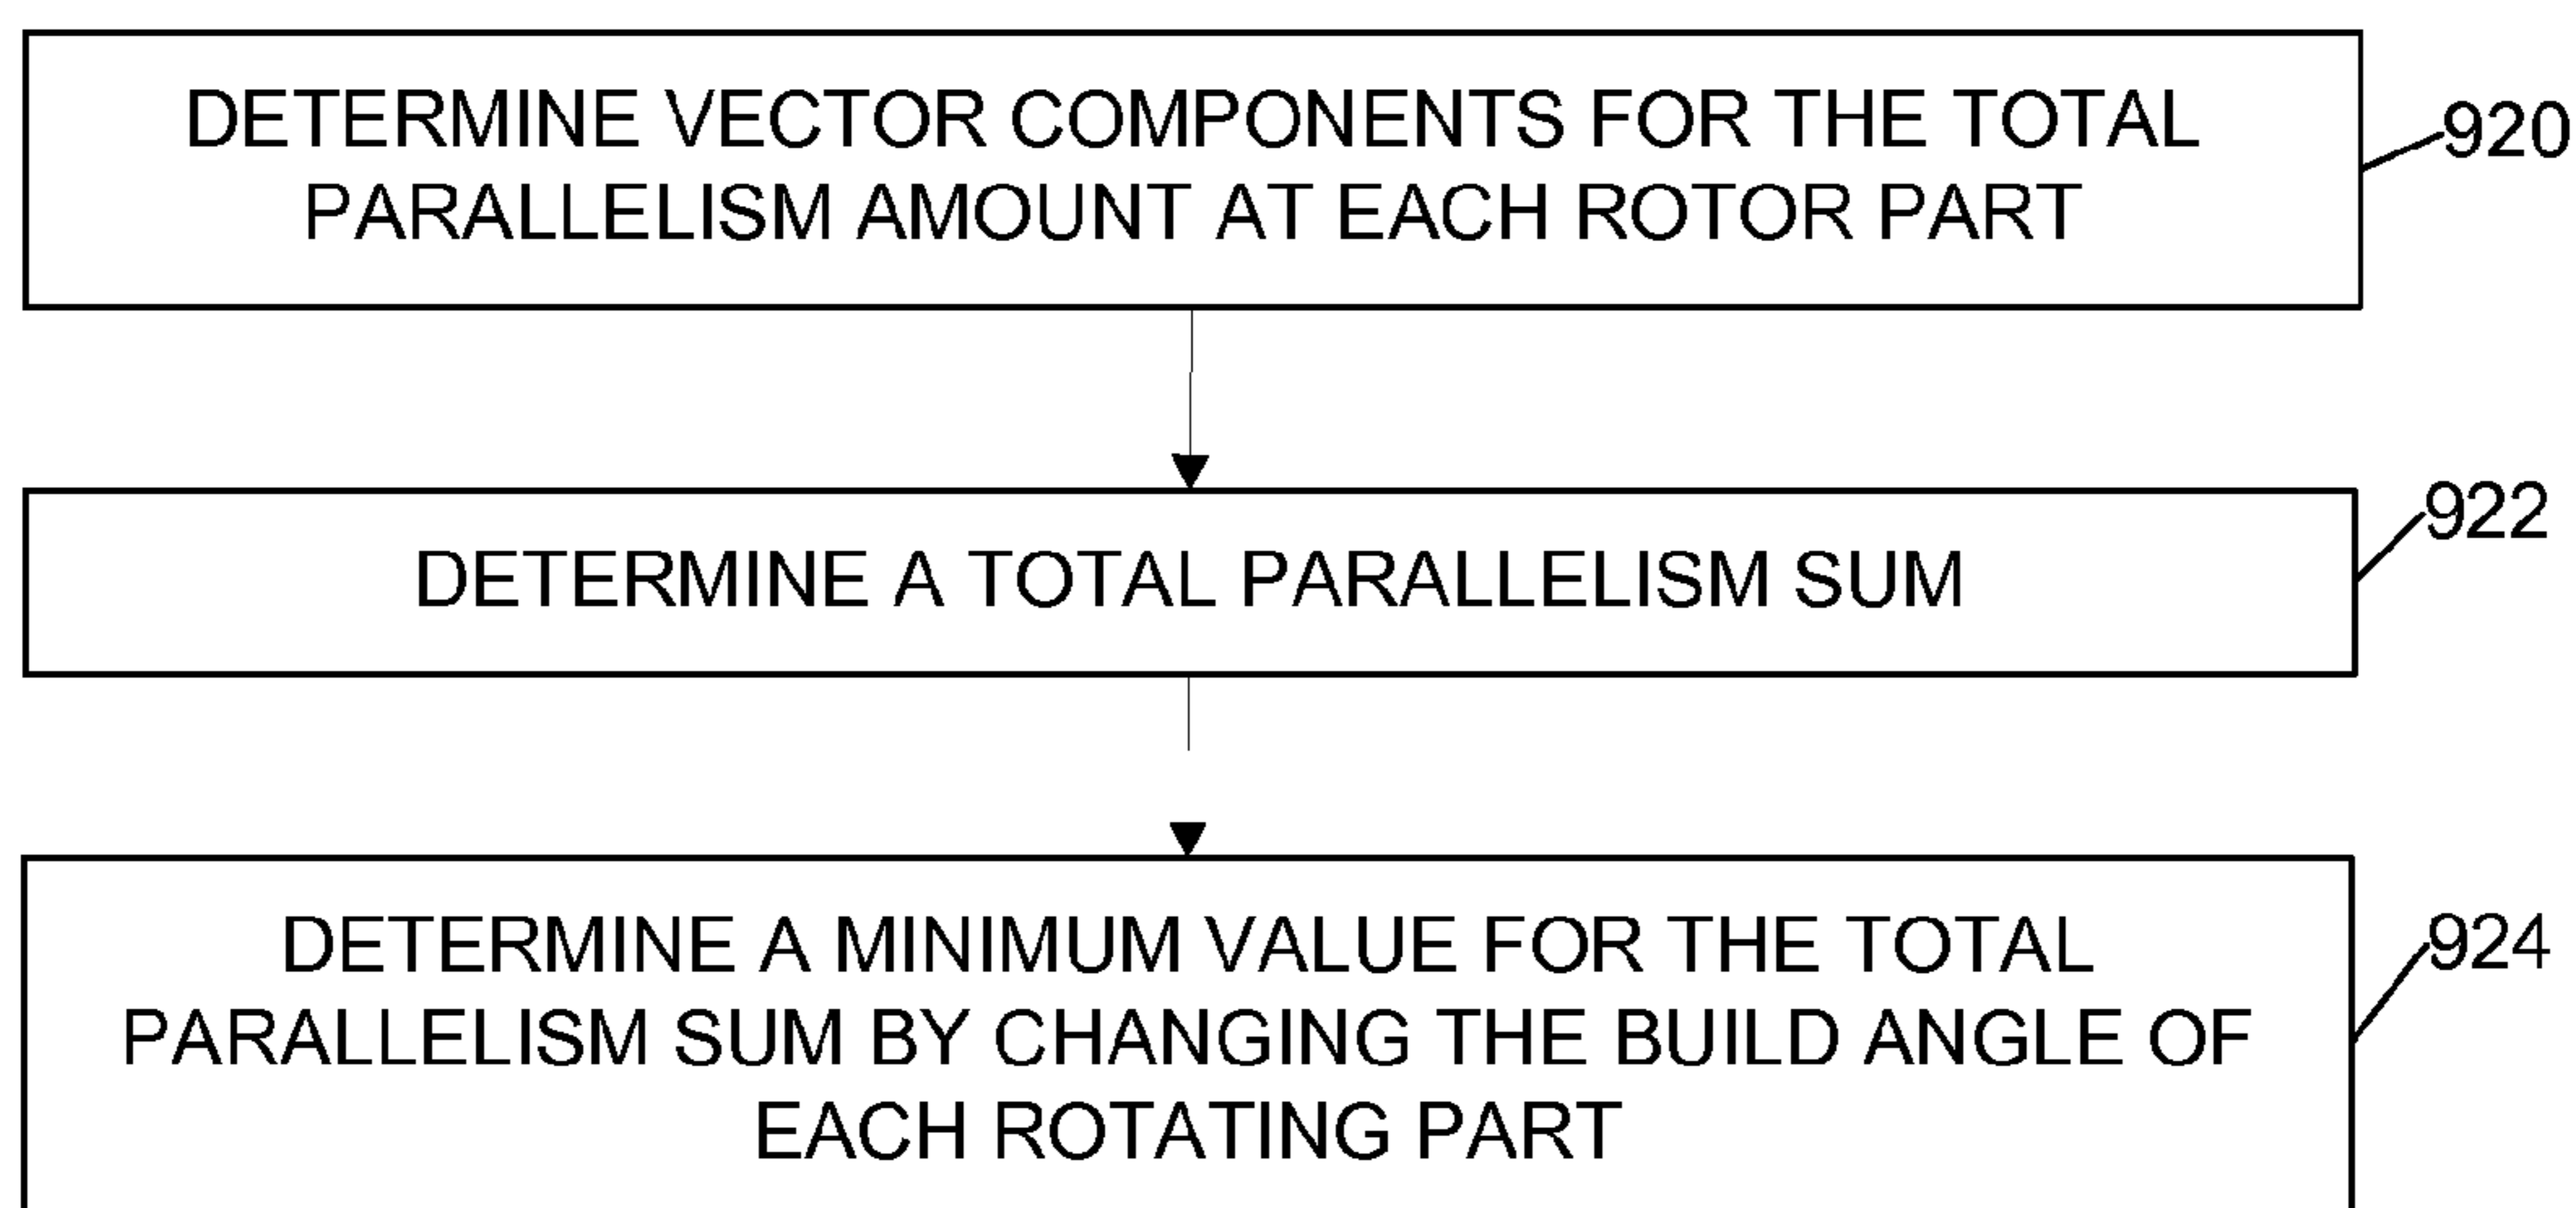 DETERMINE VECTOR COMPONENTS FOR THE TOTAL
PARALLELISM AMOUNT AT EACH ROTOR PART
920
DETERMINE A TOTAL PARALLELISM SUM
922
DETERMINE A MINIMUM VALUE FOR THE TOTAL
PARALLELISM SUM BY CHANGING THE BUILD ANGLE OF
EACH ROTATING PART
924